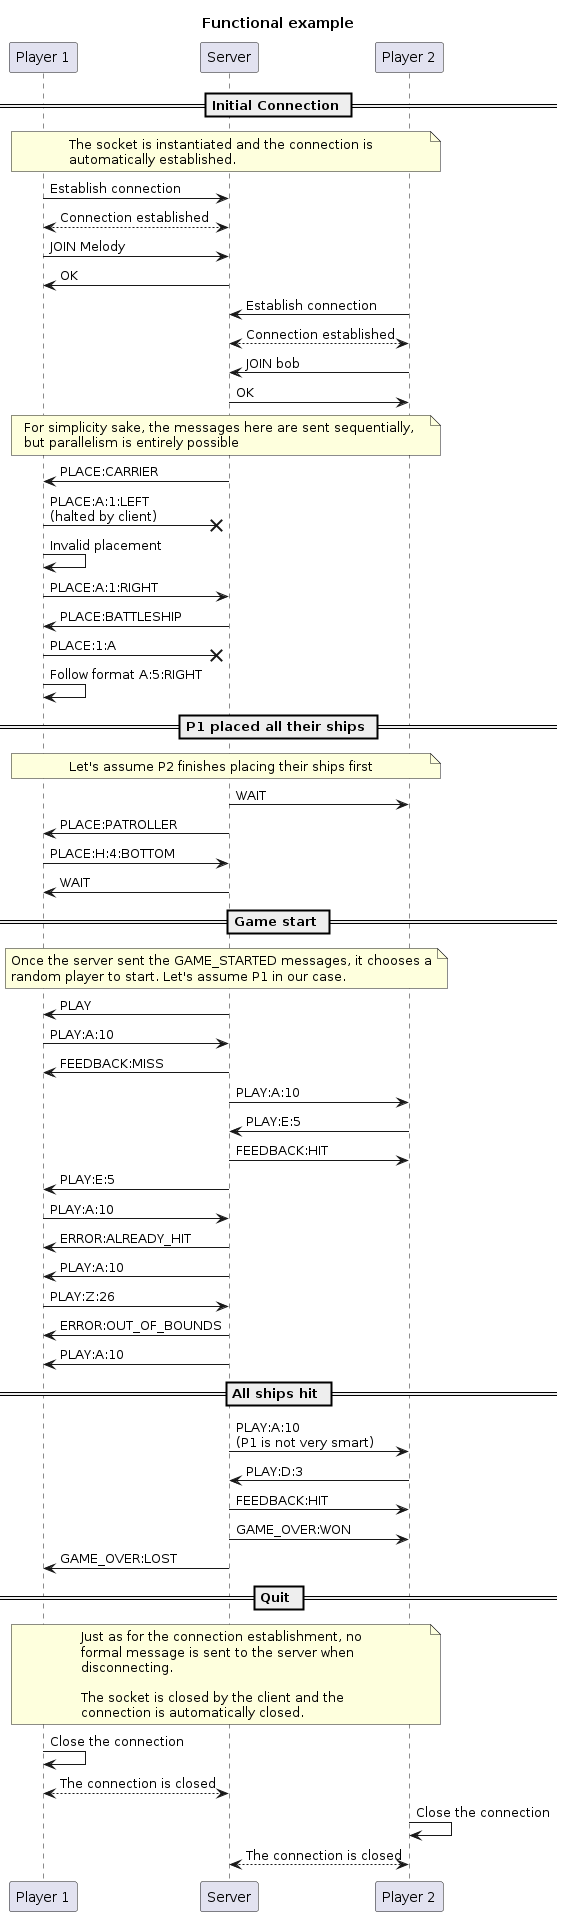 Functional example
Player 1
Server
Player 2
Initial Connection
The socket is instantiated and the connection is
automatically established.
Establish connection
Connection established
JOIN Melody
OK
Establish connection
Connection established
JOIN bob
OK
For simplicity sake, the messages here are sent sequentially,
but parallelism is entirely possible
PLACE:CARRIER
PLACE:A:1:LEFT
(halted by client)
Invalid placement
PLACE:A:1:RIGHT
PLACE:BATTLESHIP
PLACE:1:A
Follow format A:5:RIGHT
P1 placed all their ships
Let's assume P2 finishes placing their ships first
WAIT
PLACE:PATROLLER
PLACE:H:4:BOTTOM
WAIT
Game start
Once the server sent the GAME_STARTED messages, it chooses a
random player to start. Let's assume P1 in our case.
PLAY
PLAY:A:10
FEEDBACK:MISS
PLAY:A:10
PLAY:E:5
FEEDBACK:HIT
PLAY:E:5
PLAY:A:10
ERROR:ALREADY_HIT
PLAY:A:10
PLAY:Z:26
ERROR:OUT_OF_BOUNDS
PLAY:A:10
All ships hit
PLAY:A:10
(P1 is not very smart)
PLAY:D:3
FEEDBACK:HIT
GAME_OVER:WON
GAME_OVER:LOST
Quit
Just as for the connection establishment, no
formal message is sent to the server when
disconnecting.
The socket is closed by the client and the
connection is automatically closed.
Close the connection
The connection is closed
Close the connection
The connection is closed
Player 1
Server
Player 2